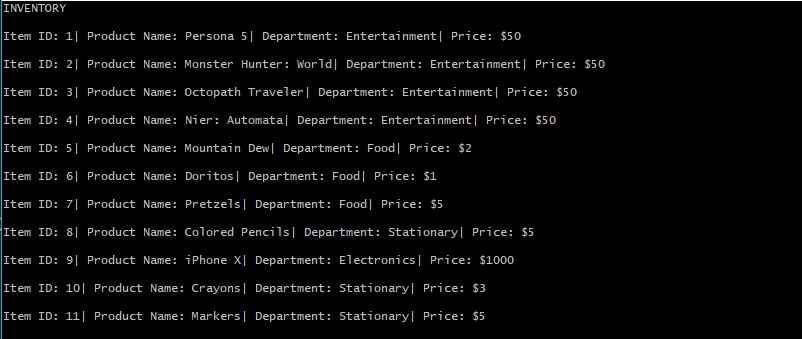 INVENTORY
Item ID: 1| Product Name: Persona 5| Department: Entertainment| Price: $50
Item ID: 2| Product Name: Monster Hunter: World| Department: Entertainment| Price: $50
Item ID: 3| Product Name: Octopath Traveler| Department: Entertainment| Price: $50
Item ID: 4| Product Name: Nier: Automata| Department: Entertainment| Price: $50
Item ID: 5| Product Name: Mountain Dew| Department: Food| Price: $2
Item ID: 6| Product Name: Doritos| Department: Food| Price: $1
Item ID: 7| Product Name: Pretzels| Department: Food| Price: $5
Item ID: 8| Product Name: Colored Pencils| Department: Stationary| Price: $5
Item ID: 9| Product Name: iPhone X| Department: Electronics| Price: $1000
Item ID: 10| Product Name: Crayons| Department: Stationary| Price: $3
Item ID: 11| Product Name: Markers| Department: Stationary| Price: $5